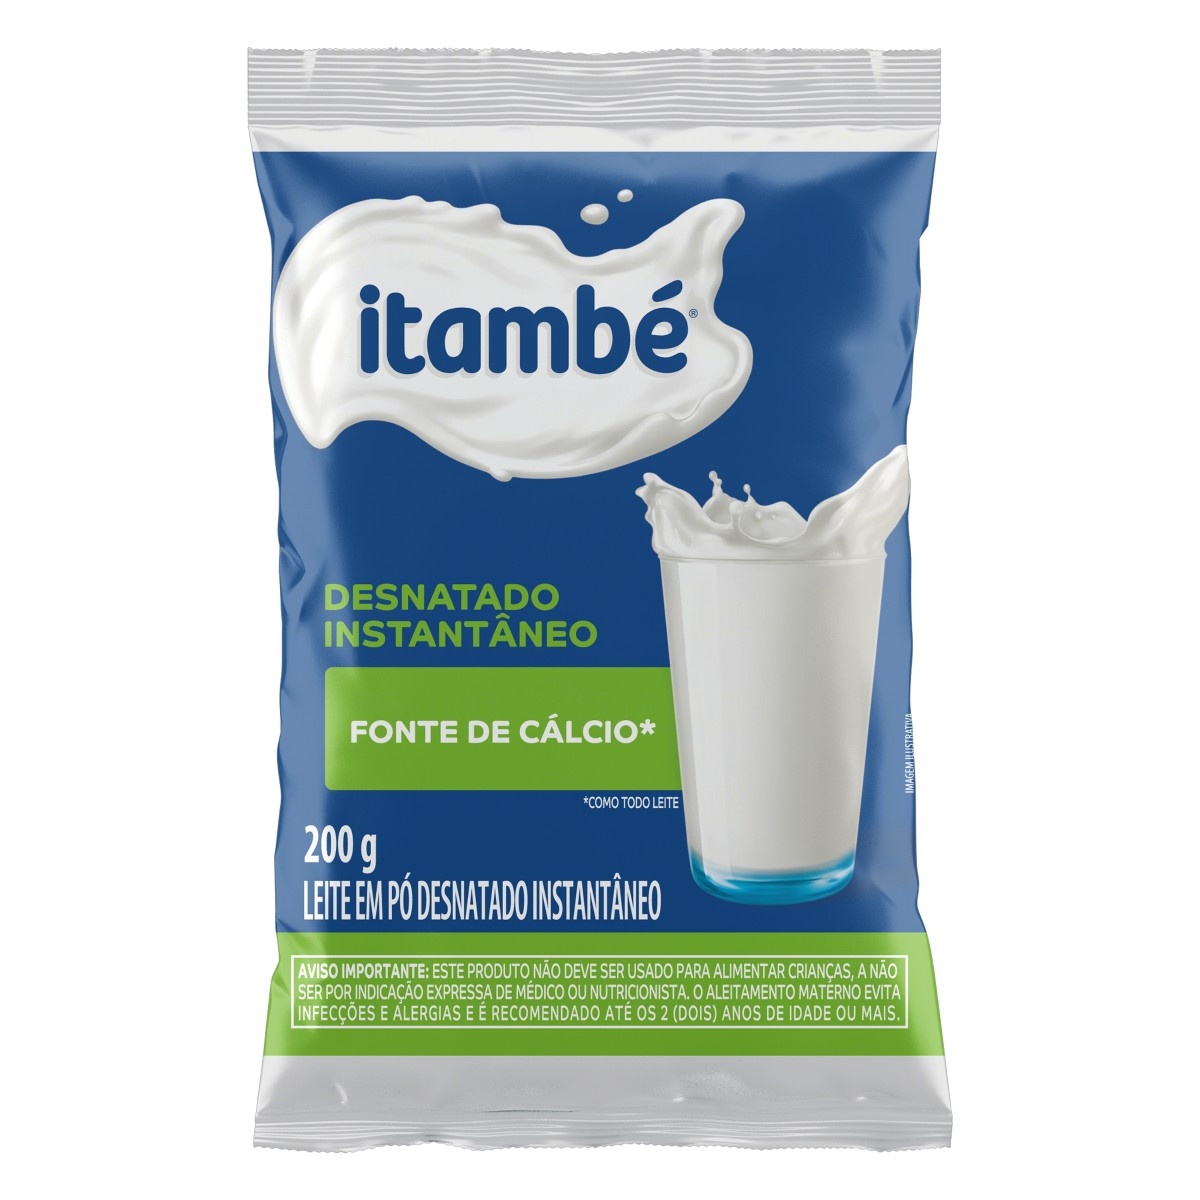 itambé®
DESNATADO
INSTANTÂNEO
FONTE DE CÁLCIO*
*COMO TODO LEITE
IMAGEM ILUSTRATIVA
200 g
LEITE EM PÓ DESNATADO INSTANTÂNEO
AVISO IMPORTANTE: ESTE PRODUTO NÃO DEVE SER USADO PARA ALIMENTAR CRIANÇAS, A NÃO
SER POR INDICAÇÃO EXPRESSA DE MÉDICO OU NUTRICIONISTA. O ALEITAMENTO MATERNO EVITA
INFECÇÕES E ALERGIAS E É RECOMENDADO ATÉ OS 2 (DOIS) ANOS DE IDADE OU MAIS.